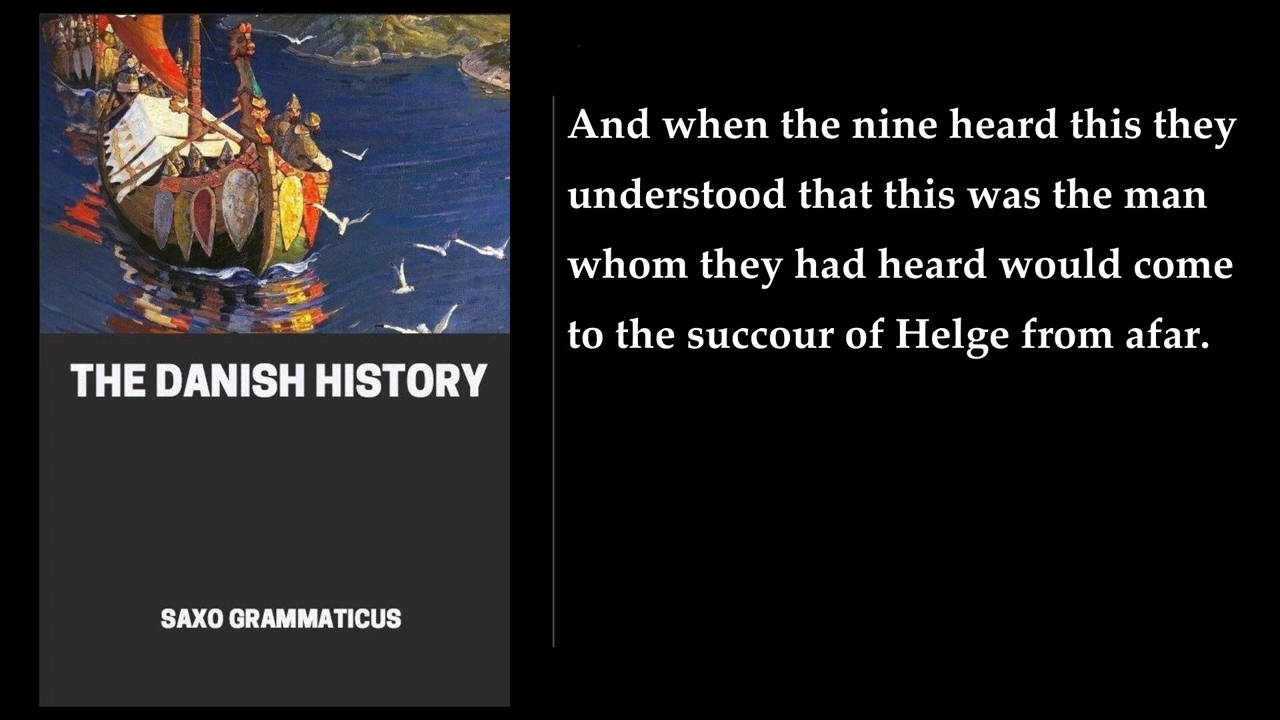 THE DANISH HISTORY
SAXO GRAMMATICUS
And when the nine heard this they
understood that this was the man
whom they had heard would come
to the succour of Helge from afar.